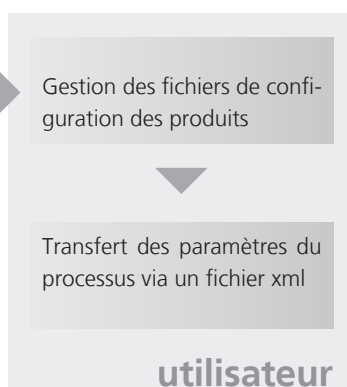 Gestion des fichiers de confi-
guration des produits
Transfert des paramètres du
processus via un fichier xml
utilisateur